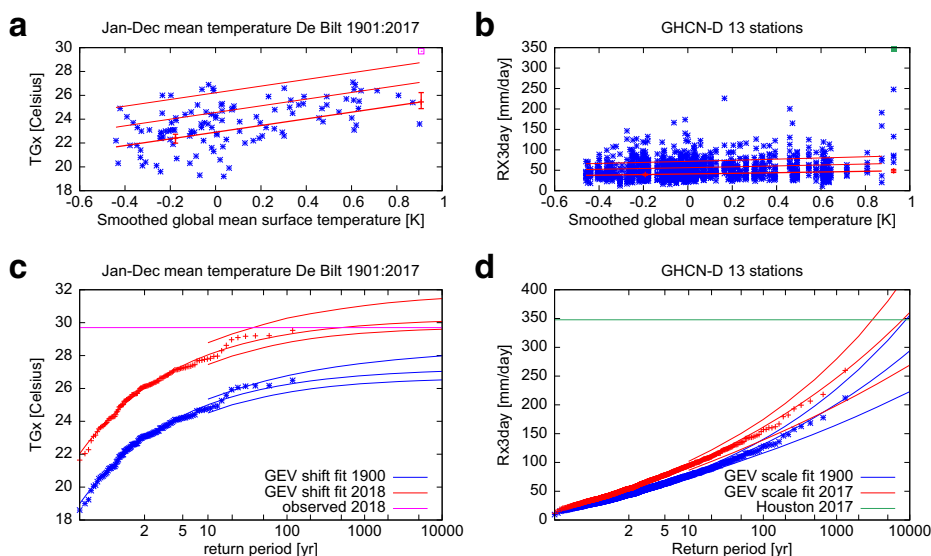 a
Jan-Dec mean temperature De Bilt 1901:2017
TGx [Celsius]
30
28
26
24
22
20
18
-0.6 -0.4 -0.2 0 0.2 0.4 0.6 0.8 1
Smoothed global mean surface temperature [K]
b
GHCN-D 13 stations
RX3day [mm/day]
350
300
250
200
150
100
50
0
-0.6 -0.4 -0.2 0 0.2 0.4 0.6 0.8 1
Smoothed global mean surface temperature [K]
c
Jan-Dec mean temperature De Bilt 1901:2017
TGx [Celsius]
32
30
28
26
24
22
20
18
GEV shift fit 1900
GEV shift fit 2018
observed 2018
2 5 10 100 1000 10000
return period [yr]
d
GHCN-D 13 stations
Rx3day [mm/day]
400
350
300
250
200
150
100
50
0
GEV scale fit 1900
GEV scale fit 2017
Houston 2017
2 5 10 100 1000 10000
Return period [yr]